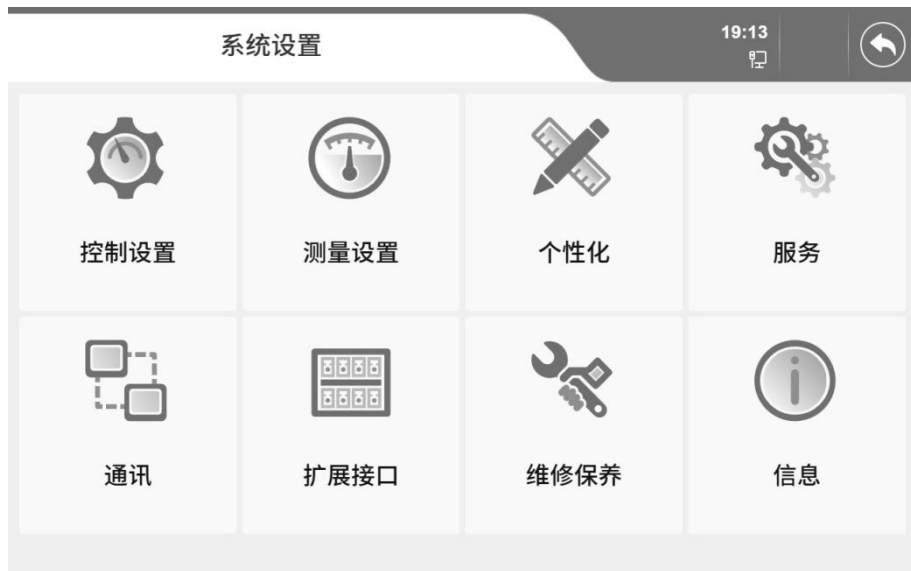 系统设置
19:13
控制设置
测量设置
个性化
服务
通讯
扩展接口
维修保养
信息